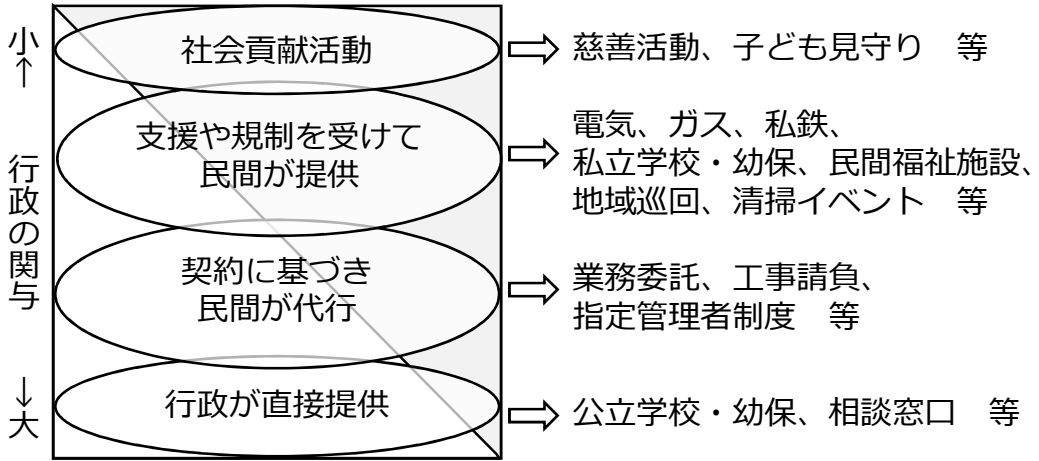 小←
行政の関与
→大
社会貢献活動
慈善活動、子ども見守り　等
支援や規制を受けて
民間が提供
電気、ガス、私鉄、
私立学校・幼保、民間福祉施設、
地域巡回、清掃イベント　等
契約に基づき
民間が代行
業務委託、工事請負、
指定管理者制度　等
行政が直接提供
公立学校・幼保、相談窓口　等